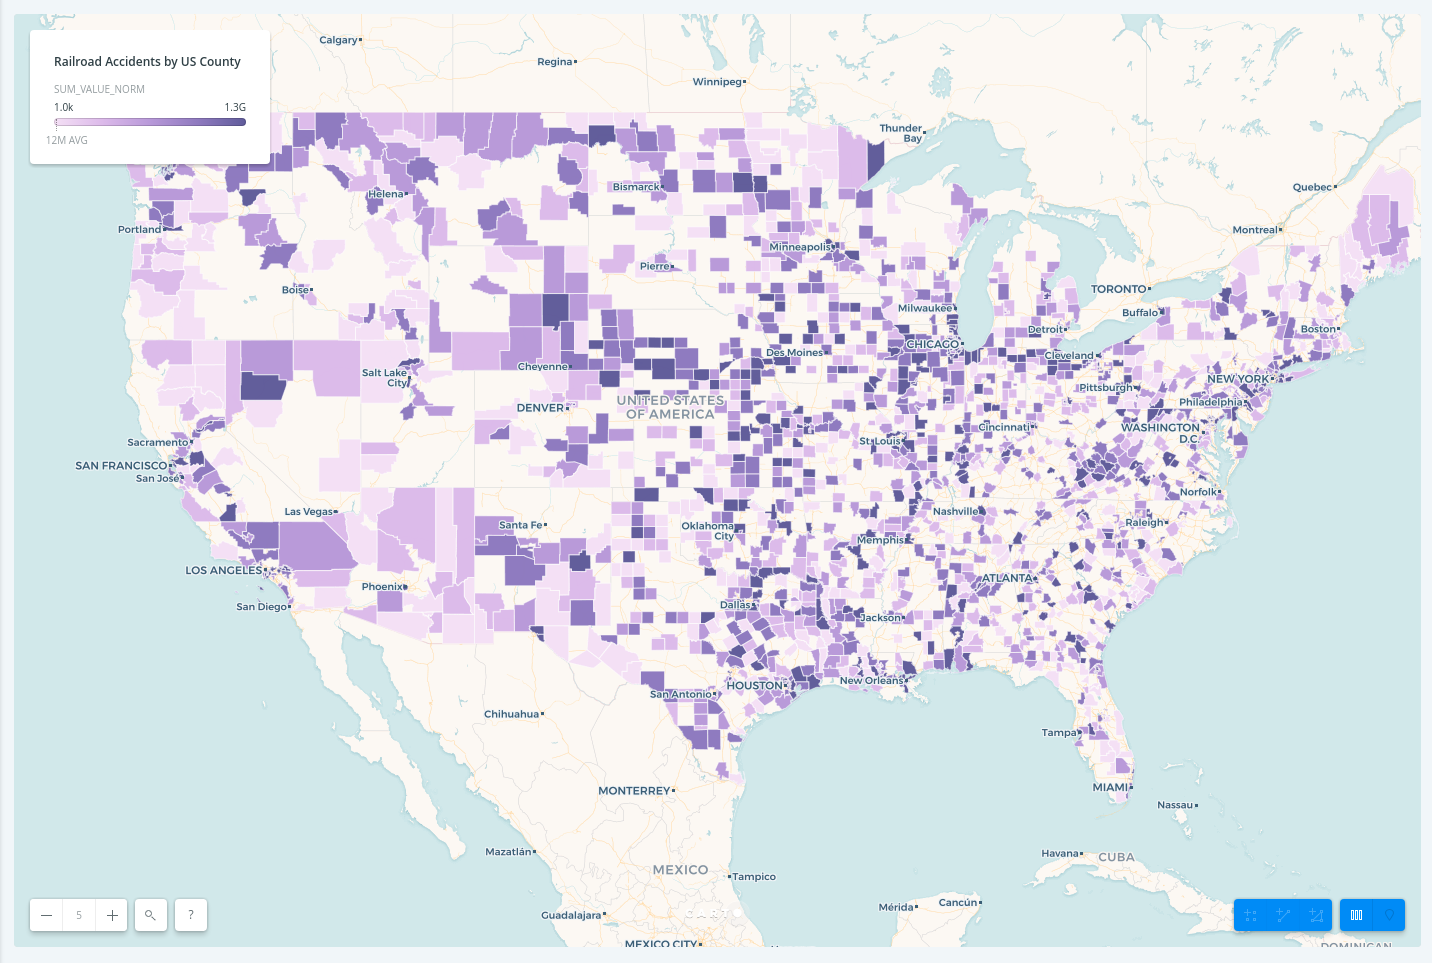 Railroad Accidents by US County
SUM_VALUE_NORM
1.0k 1.3G
12M AVG
Calgary
Regina
Winnipeg
Thunder
Bay
Quebec
Montreal
Helena
Bismarck
Portland
Minneapolis
Pierre
Boise
TORONTO
Buffalo
Milwaukee
Detroit
Boston
CHICAGO
Des Moines
Cleveland
Cheyenne
Salt Lake
City
NEW YORK
Pittsburgh
Philadelphia
DENVER
UNITED STATES
OF AMERICA
Cincinnati
WASHINGTON
D.C.
Sacramento
St Louis
SAN FRANCISCO
San José
Norfolk
Las Vegas
Nashville
Santa Fe
Oklahoma
City
Raleigh
Memphis
LOS ANGELES
Phoenix
ATLANTA
San Diego
Dallas
Jackson
HOUSTON
New Orleans
San Antonio
Chihuahua
Tampa
MIAMI
MONTERREY
Nassau
Mazatlán
Havana
CUBA
MEXICO
Tampico
Cancún
Mérida
Guadalajara
MEXICO CITY
DOMINICAN
5
?